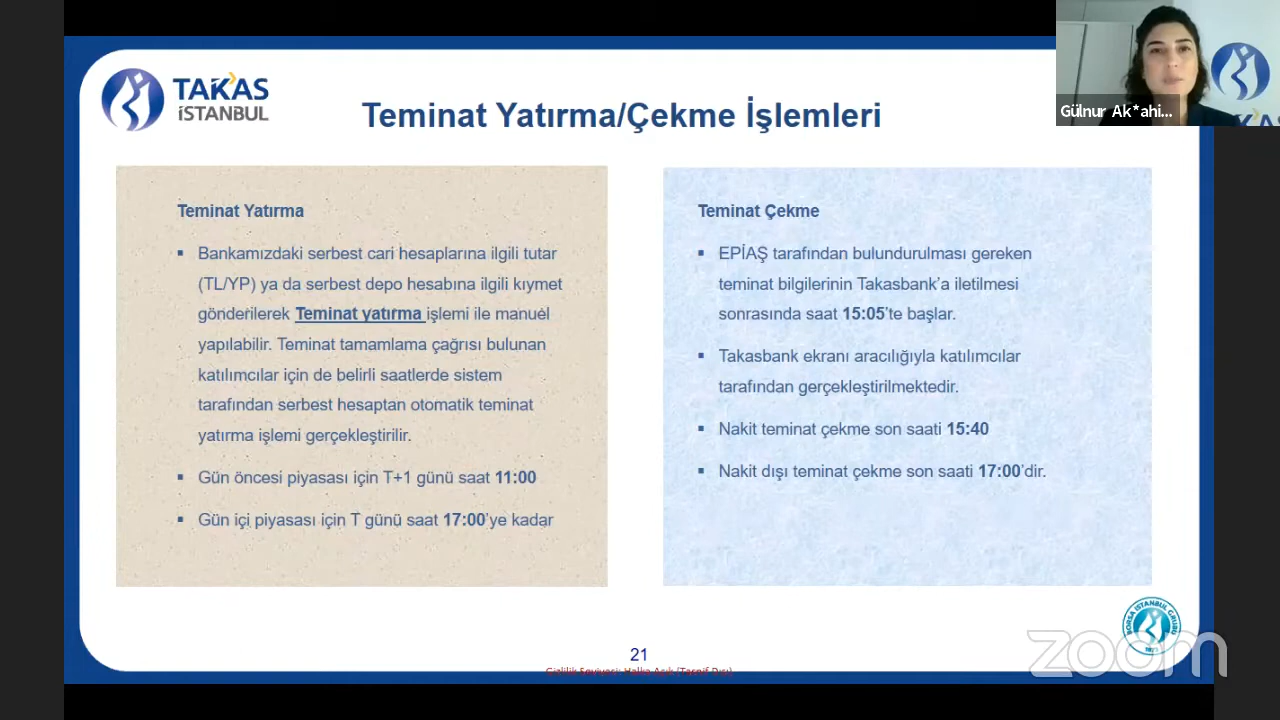 TAKAS
İSTANBUL
Teminat Yatırma/Çekme İşlemleri
Gülnur Ak*ahi...
Teminat Yatırma
▪ Bankamızdaki serbest cari hesaplarına ilgili tutar
(TL/YP) ya da serbest depo hesabına ilgili kıymet
gönderilerek Teminat yatırma işlemi ile manuel
yapılabilir. Teminat tamamlama çağrısı bulunan
katılımcılar için de belirli saatlerde sistem
tarafından serbest hesaptan otomatik teminat
yatırma işlemi gerçekleştirilir.
▪ Gün öncesi piyasası için T+1 günü saat 11:00
▪ Gün içi piyasası için T günü saat 17:00'ye kadar
Teminat Çekme
▪ EPİAŞ tarafından bulundurulması gereken
teminat bilgilerinin Takasbank'a iletilmesi
sonrasında saat 15:05'te başlar.
▪ Takasbank ekranı aracılığıyla katılımcılar
tarafından gerçekleştirilmektedir.
▪ Nakit teminat çekme son saati 15:40
▪ Nakit dışı teminat çekme son saati 17:00'dir.
BORSA İSTANBUL GRUBU
21
Gizlilik Seviyesi: Halka Açık (Tasnif Dışı)
zoom